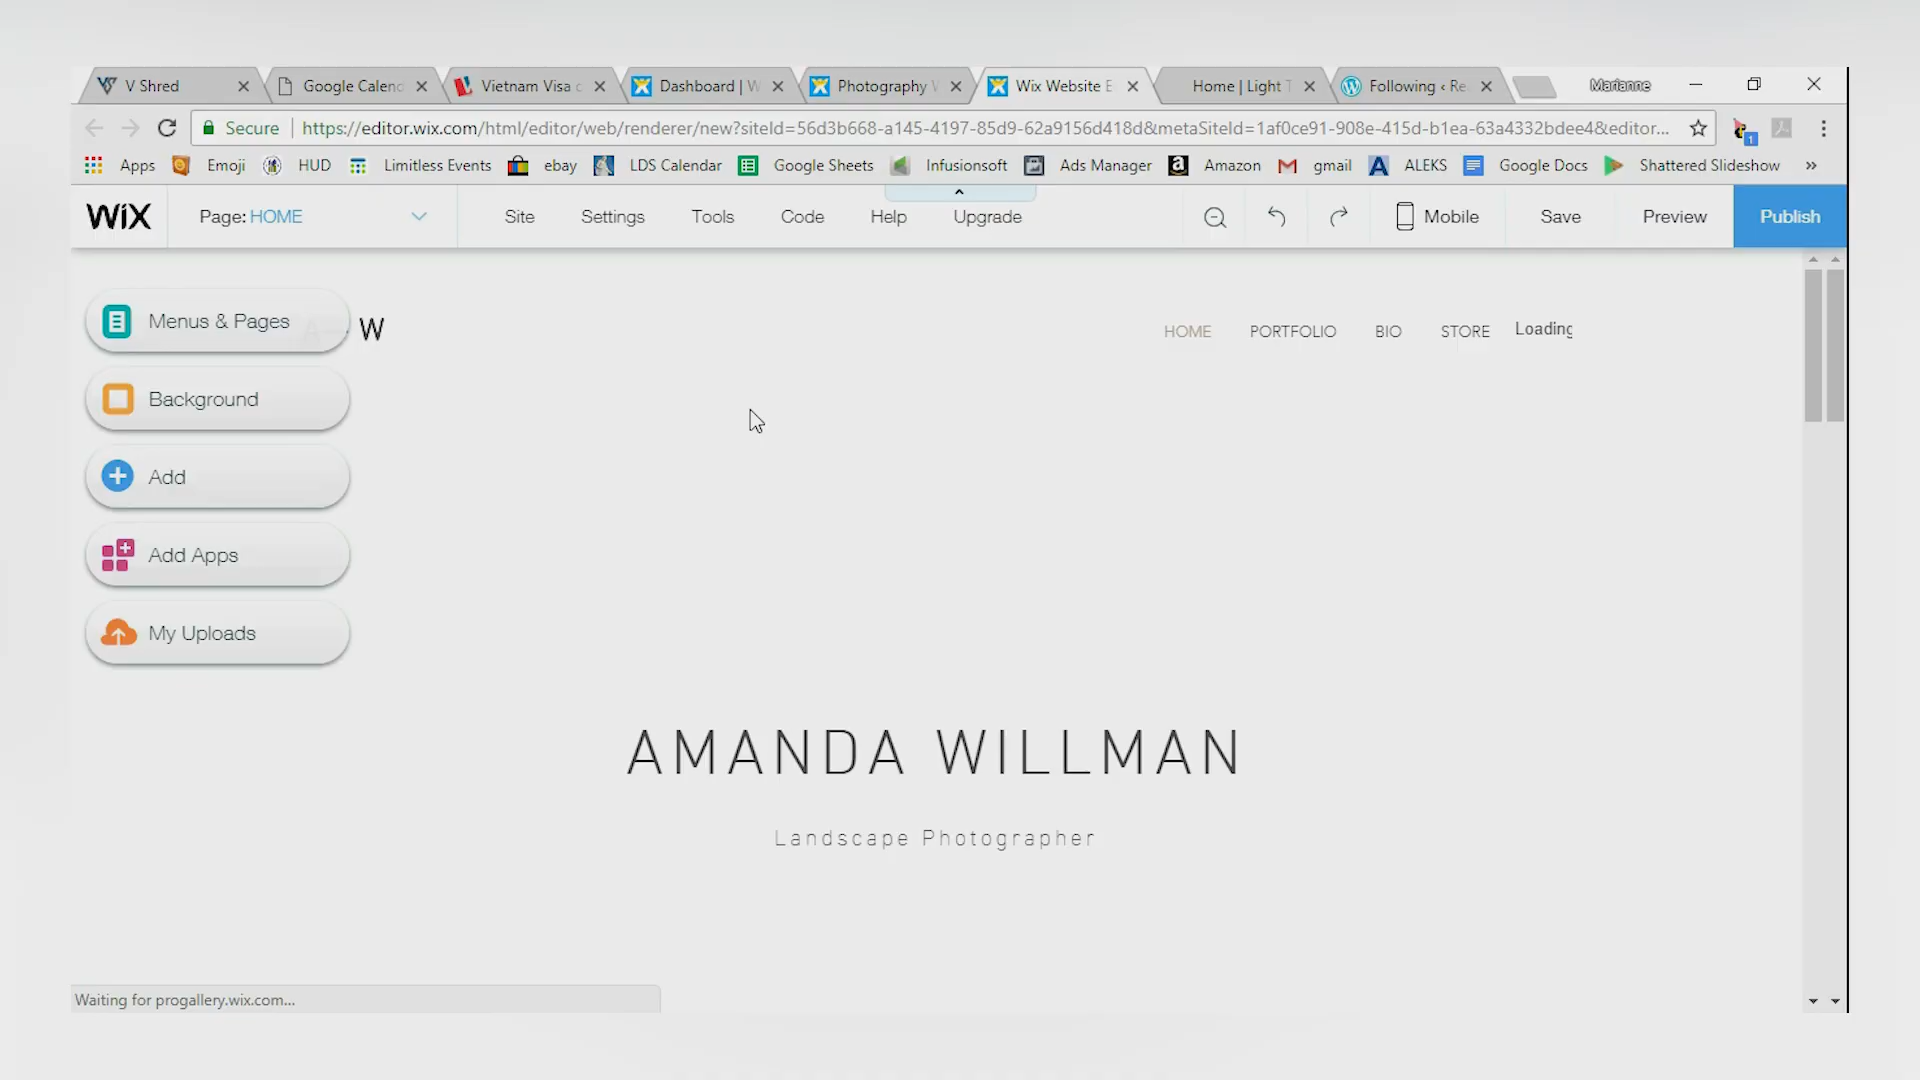 V Shred
Google Calend
Vietnam Visa c
Dashboard | W
Photography W
Wix Website E
Home | Light T
Following ‹ Re
Marianne
Secure
https://editor.wix.com/html/editor/web/renderer/new?siteId=56d3b668-a145-4197-85d9-62a9156d418d&metaSiteId=1af0ce91-908e-415d-b1ea-63a4332bdee4&editor...
1
Apps
Emoji
HUD
Limitless Events
ebay
LDS Calendar
Google Sheets
Infusionsoft
Ads Manager
Amazon
gmail
ALEKS
Google Docs
Shattered Slideshow
»
WiX
Page: HOME
Site
Settings
Tools
Code
Help
Upgrade
Mobile
Save
Preview
Publish
Menus & Pages
W
HOME
PORTFOLIO
BIO
STORE
Loading
Background
Add
Add Apps
My Uploads
AMANDA WILLMAN
Landscape Photographer
Waiting for progallery.wix.com...